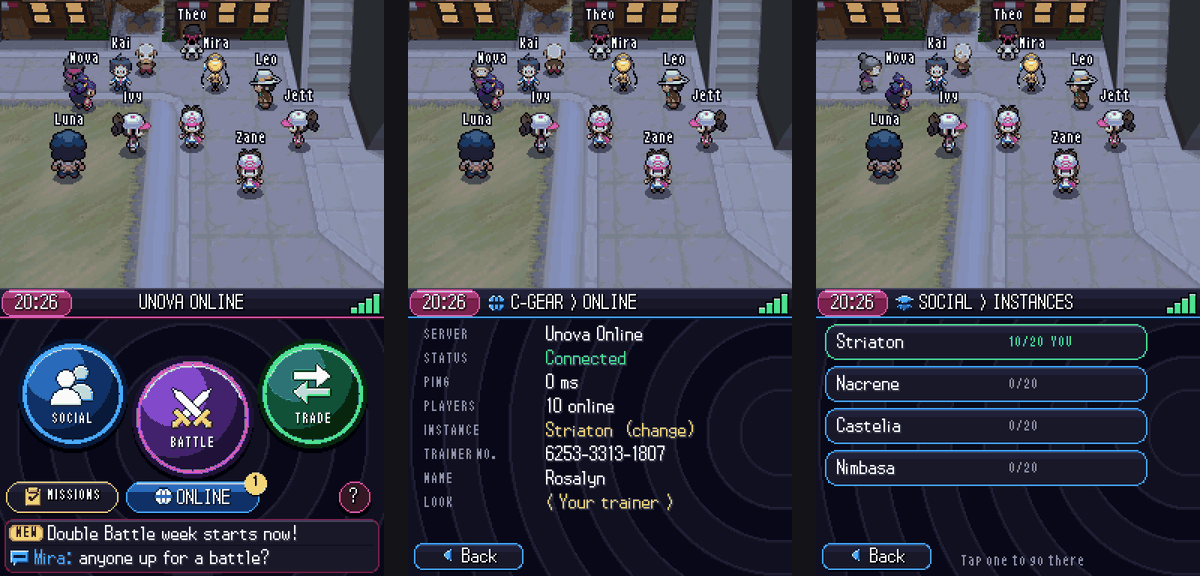 Theo
Kai
Mira
Nova
Leo
Ivy
Jett
Luna
Zane
20:26 UNOVA ONLINE
SOCIAL
BATTLE
TRADE
MISSIONS
ONLINE
1
?
NEW Double Battle week starts now!
Mira: anyone up for a battle?
Theo
Kai
Mira
Nova
Leo
Ivy
Jett
Luna
Zane
20:26 C-GEAR > ONLINE
SERVER Unova Online
STATUS Connected
PING 0 ms
PLAYERS 10 online
INSTANCE Striaton (change)
TRAINER NO. 6253-3313-1807
NAME Rosalyn
LOOK < Your trainer >
Back
Theo
Kai
Mira
Nova
Leo
Ivy
Jett
Luna
Zane
20:26 SOCIAL > INSTANCES
Striaton 10/20 YOU
Nacrene 0/20
Castelia 0/20
Nimbasa 0/20
Back
Tap one to go there